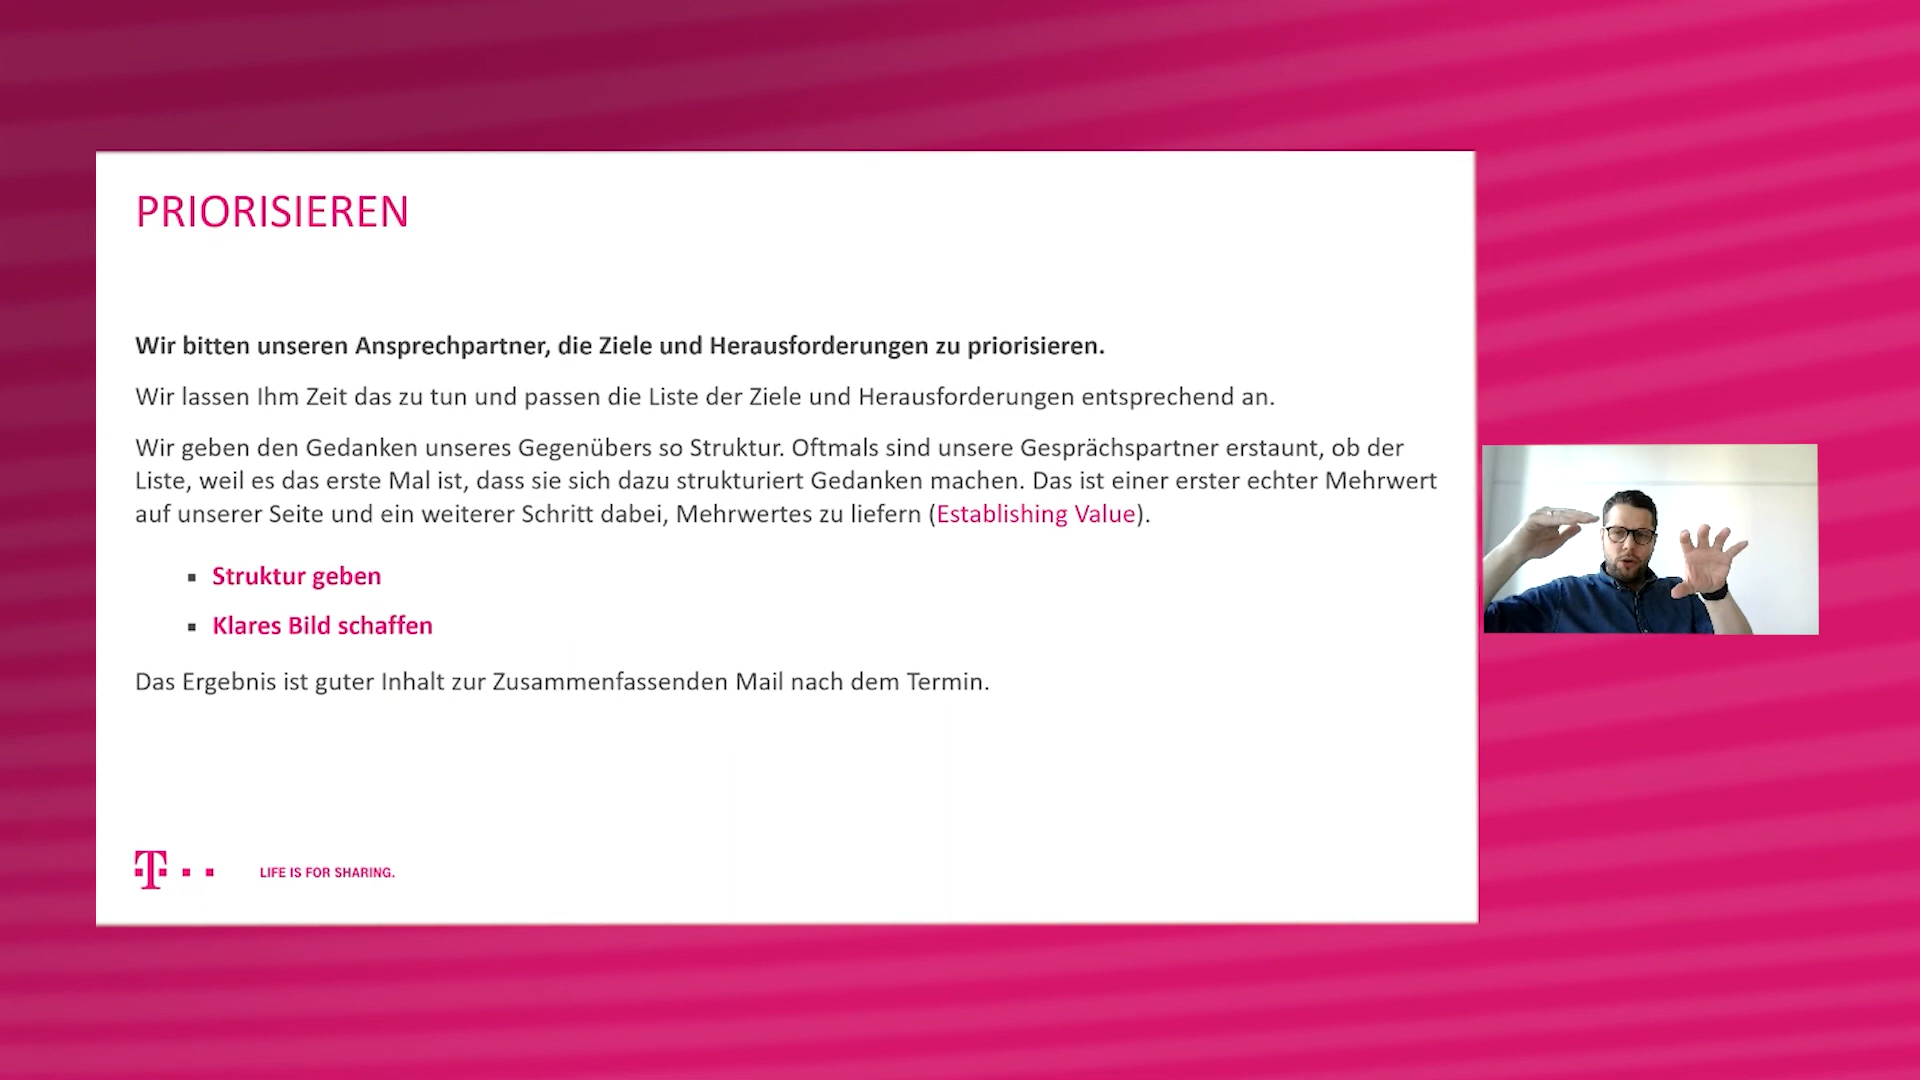 PRIORISIEREN
Wir bitten unseren Ansprechpartner, die Ziele und Herausforderungen zu priorisieren.
Wir lassen Ihm Zeit das zu tun und passen die Liste der Ziele und Herausforderungen entsprechend an.
Wir geben den Gedanken unseres Gegenübers so Struktur. Oftmals sind unsere Gesprächspartner erstaunt, ob der
Liste, weil es das erste Mal ist, dass sie sich dazu strukturiert Gedanken machen. Das ist einer erster echter Mehrwert
auf unserer Seite und ein weiterer Schritt dabei, Mehrwertes zu liefern (Establishing Value).
▪ Struktur geben
▪ Klares Bild schaffen
Das Ergebnis ist guter Inhalt zur Zusammenfassenden Mail nach dem Termin.
T LIFE IS FOR SHARING.